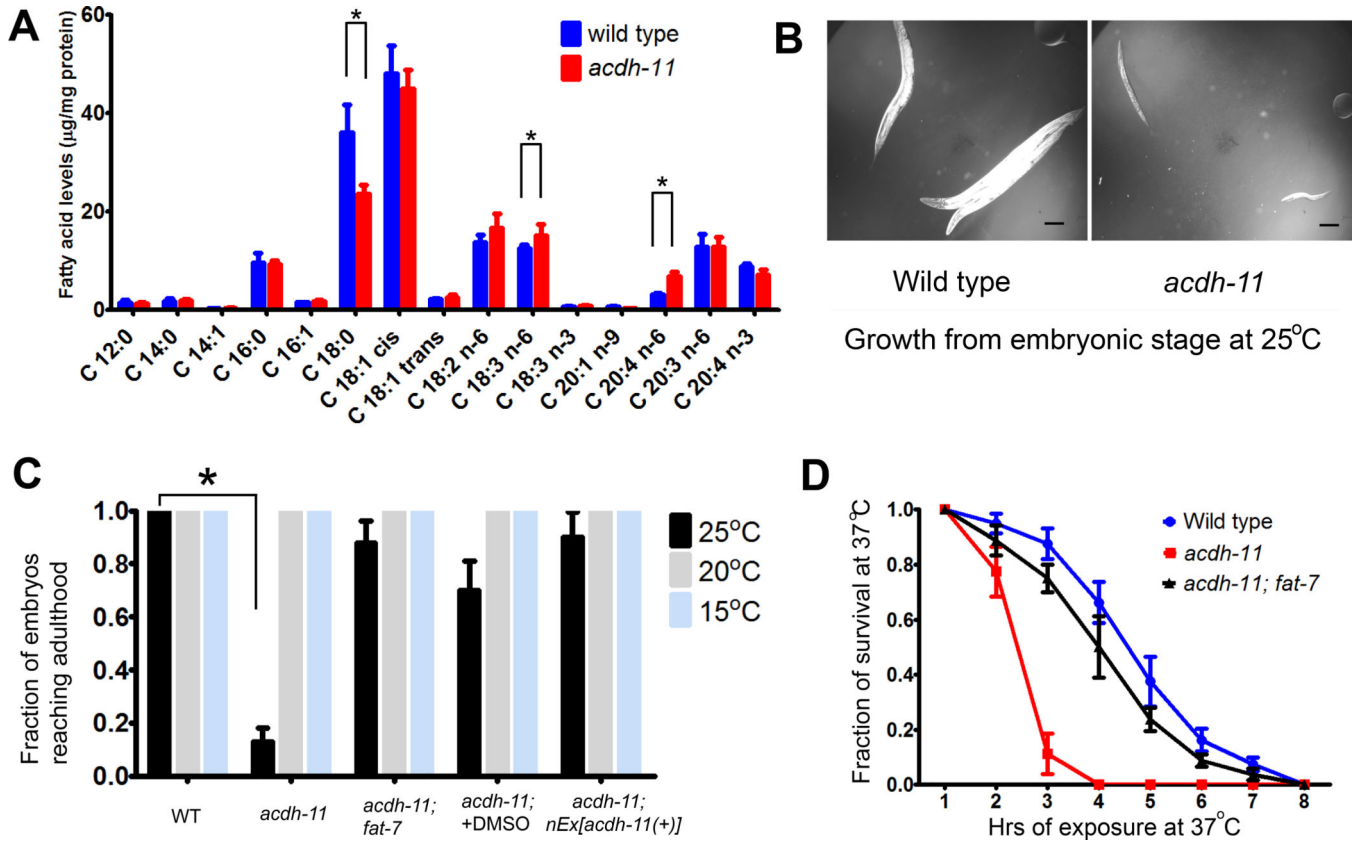 A
Fatty acid levels (μg/mg protein)
60
40
20
0
*
*
*
wild type
acdh-11
C 12:0
C 14:0
C 14:1
C 16:0
C 16:1
C 18:0
C 18:1 cis
C 18:1 trans
C 18:2 n-6
C 18:3 n-6
C 18:3 n-3
C 20:1 n-9
C 20:4 n-6
C 20:3 n-6
C 20:4 n-3
B
Wild type
acdh-11
Growth from embryonic stage at 25°C
C
Fraction of embryos
reaching adulthood
1.0
0.8
0.6
0.4
0.2
0.0
*
25°C
20°C
15°C
WT
acdh-11
acdh-11;
fat-7
acdh-11;
+DMSO
acdh-11;
nEx[acdh-11(+)]
D
Fraction of survival at 37°C
1.0
0.8
0.6
0.4
0.2
0.0
Wild type
acdh-11
acdh-11; fat-7
1 2 3 4 5 6 7 8
Hrs of exposure at 37°C